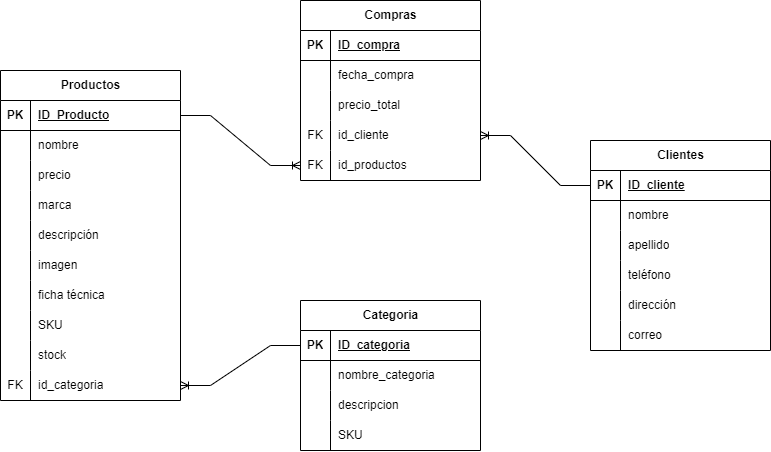 Compras
PK ID_compra
fecha_compra
precio_total
FK id_cliente
FK id_productos
Productos
PK ID_Producto
nombre
precio
marca
descripción
imagen
ficha técnica
SKU
stock
FK id_categoria
Clientes
PK ID_cliente
nombre
apellido
teléfono
dirección
correo
Categoria
PK ID_categoria
nombre_categoria
descripcion
SKU